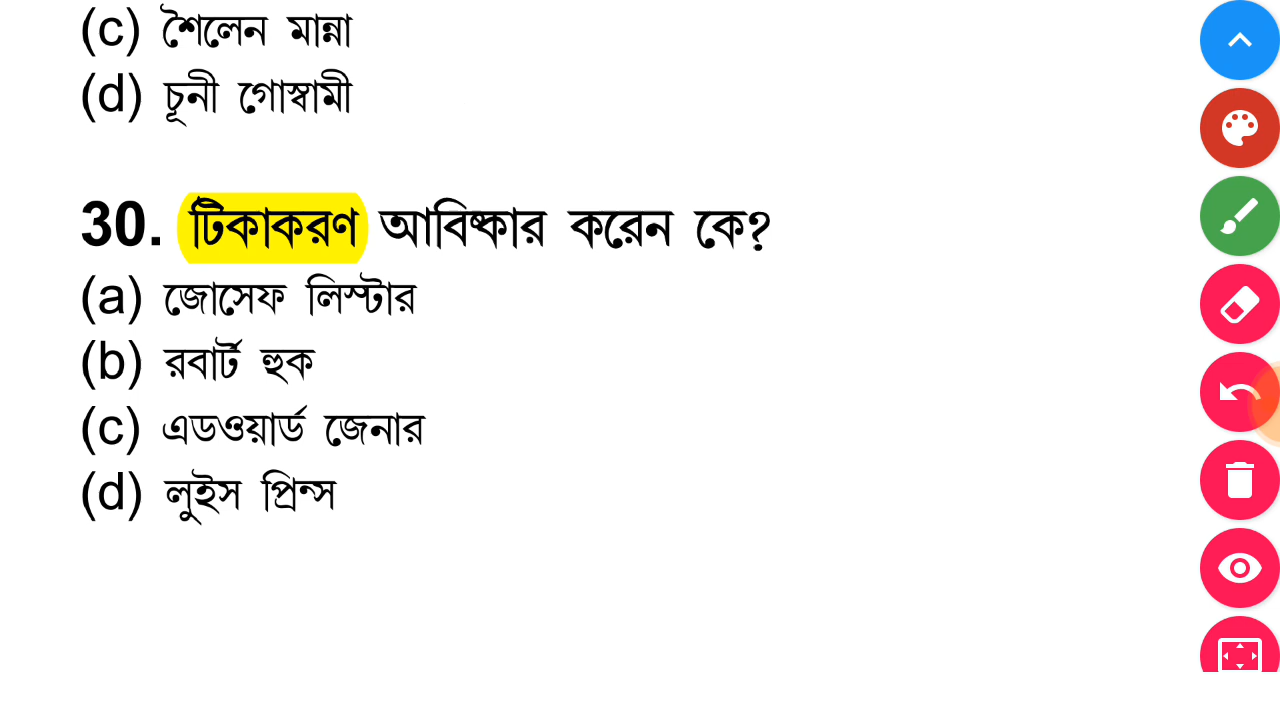 (c) শৈলেন মান্না
(d) চূনী গোস্বামী
30. টিকাকরণ আবিষ্কার করেন কে?
(a) জোসেফ লিস্টার
(b) রবার্ট হুক
(c) এডওয়ার্ড জেনার
(d) লুইস প্রিন্স